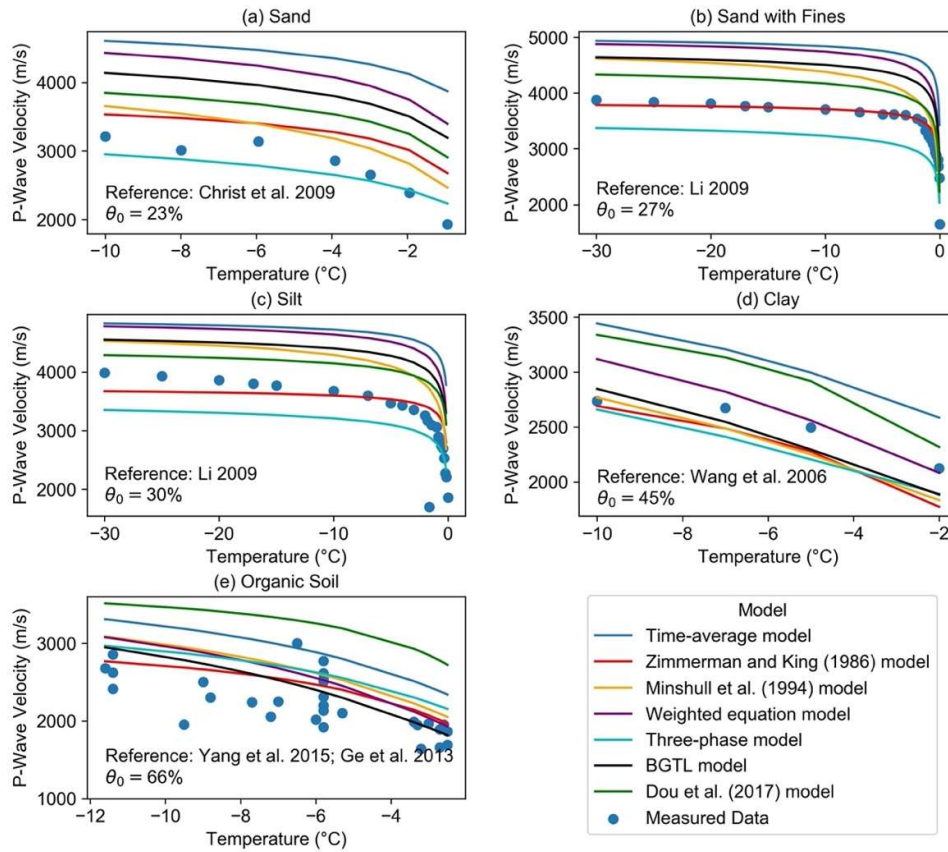 (a) Sand
P-Wave Velocity (m/s)
4000
3000
2000
Reference: Christ et al. 2009
θ₀ = 23%
−10 −8 −6 −4 −2
Temperature (°C)
(b) Sand with Fines
P-Wave Velocity (m/s)
5000
4000
3000
2000
Reference: Li 2009
θ₀ = 27%
−30 −20 −10 0
Temperature (°C)
(c) Silt
P-Wave Velocity (m/s)
4000
3000
2000
Reference: Li 2009
θ₀ = 30%
−30 −20 −10 0
Temperature (°C)
(d) Clay
P-Wave Velocity (m/s)
3500
3000
2500
2000
Reference: Wang et al. 2006
θ₀ = 45%
−10 −8 −6 −4 −2
Temperature (°C)
(e) Organic Soil
P-Wave Velocity (m/s)
3000
2000
1000
Reference: Yang et al. 2015; Ge et al. 2013
θ₀ = 66%
−12 −10 −8 −6 −4
Temperature (°C)
Model
Time-average model
Zimmerman and King (1986) model
Minshull et al. (1994) model
Weighted equation model
Three-phase model
BGTL model
Dou et al. (2017) model
Measured Data